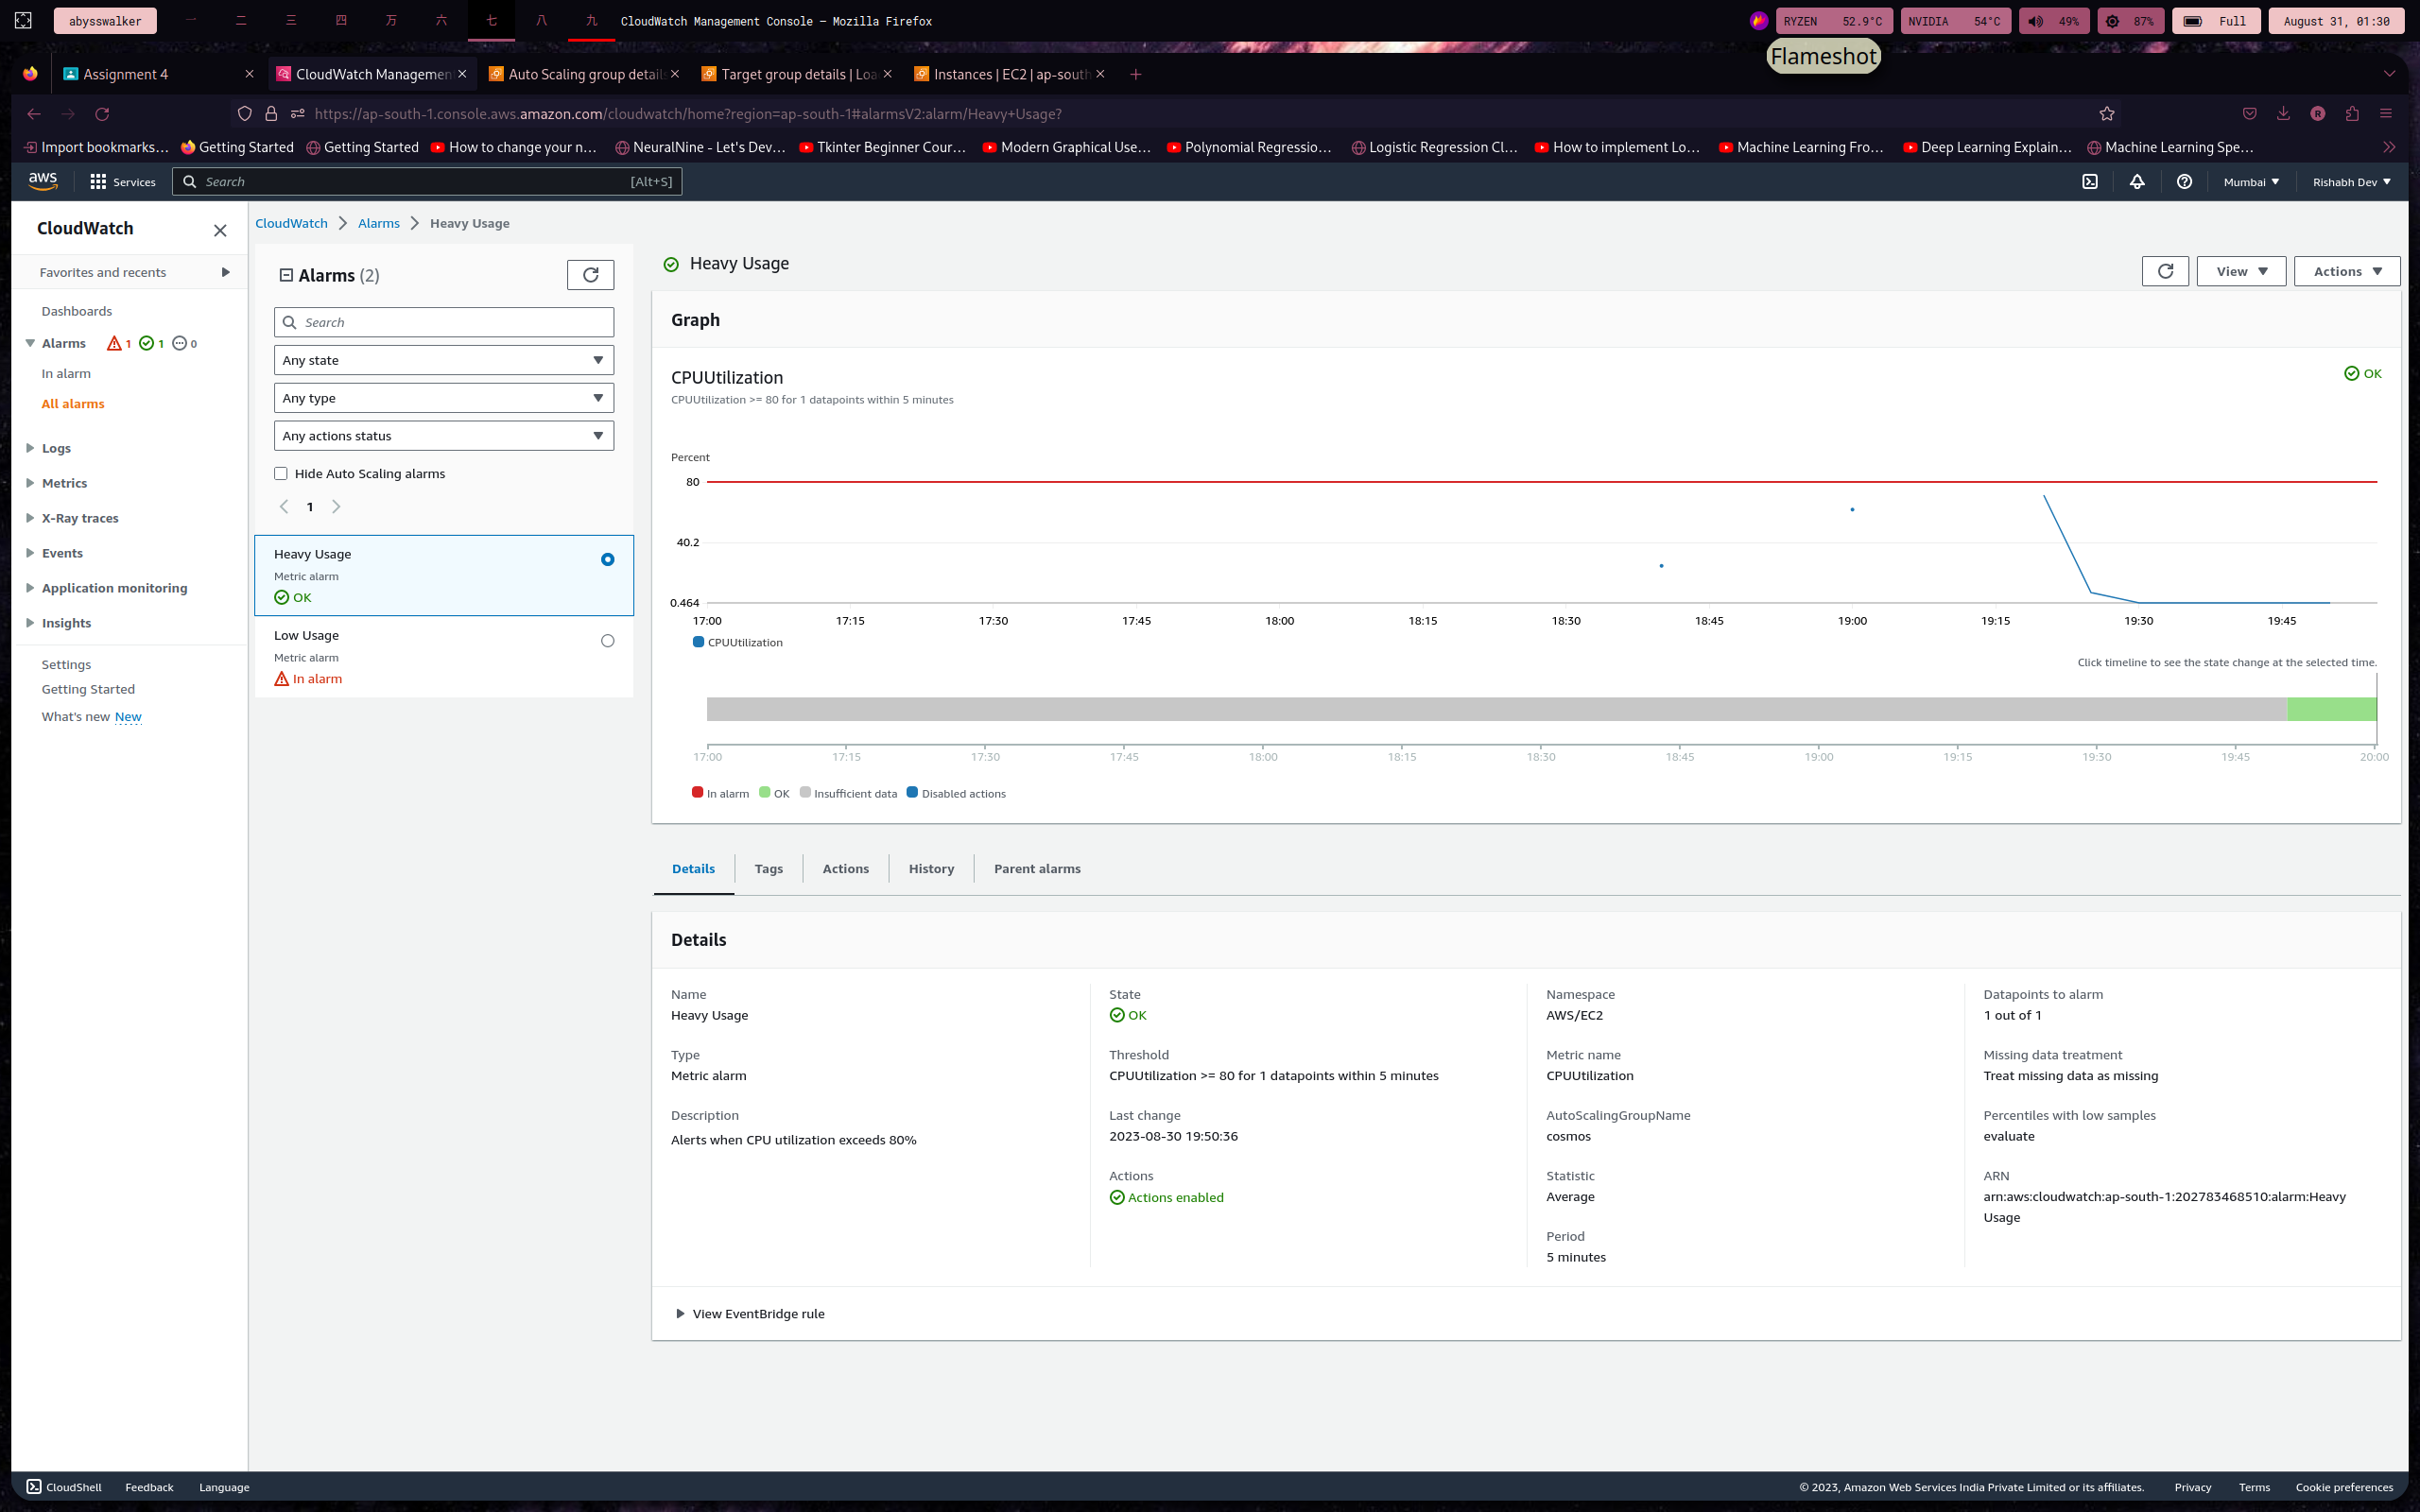 abysswalker 一 二 三 四 万 六 七 八 九 CloudWatch Management Console — Mozilla Firefox RYZEN 52.9°C NVIDIA 54°C 49% 87% Full August 31, 01:30
Flameshot
Assignment 4 CloudWatch Managemen Auto Scaling group detail Target group details | Loa Instances | EC2 | ap-south
https://ap-south-1.console.aws.amazon.com/cloudwatch/home?region=ap-south-1#alarmsV2:alarm/Heavy+Usage?
Import bookmarks... Getting Started Getting Started How to change your n... NeuralNine - Let's Dev... Tkinter Beginner Cour... Modern Graphical Use... Polynomial Regressio... Logistic Regression Cl... How to implement Lo... Machine Learning Fro... Deep Learning Explain... Machine Learning Spe...
aws Services Search [Alt+S] Mumbai Rishabh Dev
CloudWatch
Favorites and recents
Dashboards
Alarms 1 1 0
In alarm
All alarms
Logs
Metrics
X-Ray traces
Events
Application monitoring
Insights
Settings
Getting Started
What's new New
CloudWatch Alarms Heavy Usage
Alarms (2)
Search
Any state
Any type
Any actions status
Hide Auto Scaling alarms
1
Heavy Usage
Metric alarm
OK
Low Usage
Metric alarm
In alarm
Heavy Usage
View Actions
Graph
CPUUtilization OK
CPUUtilization >= 80 for 1 datapoints within 5 minutes
Percent
80
40.2
0.464
17:00 17:15 17:30 17:45 18:00 18:15 18:30 18:45 19:00 19:15 19:30 19:45
CPUUtilization
Click timeline to see the state change at the selected time.
17:00 17:15 17:30 17:45 18:00 18:15 18:30 18:45 19:00 19:15 19:30 19:45 20:00
In alarm OK Insufficient data Disabled actions
Details Tags Actions History Parent alarms
Details
Name
Heavy Usage
Type
Metric alarm
Description
Alerts when CPU utilization exceeds 80%
State
OK
Threshold
CPUUtilization >= 80 for 1 datapoints within 5 minutes
Last change
2023-08-30 19:50:36
Actions
Actions enabled
Namespace
AWS/EC2
Metric name
CPUUtilization
AutoScalingGroupName
cosmos
Statistic
Average
Period
5 minutes
Datapoints to alarm
1 out of 1
Missing data treatment
Treat missing data as missing
Percentiles with low samples
evaluate
ARN
arn:aws:cloudwatch:ap-south-1:202783468510:alarm:Heavy
Usage
View EventBridge rule
CloudShell Feedback Language © 2023, Amazon Web Services India Private Limited or its affiliates. Privacy Terms Cookie preferences